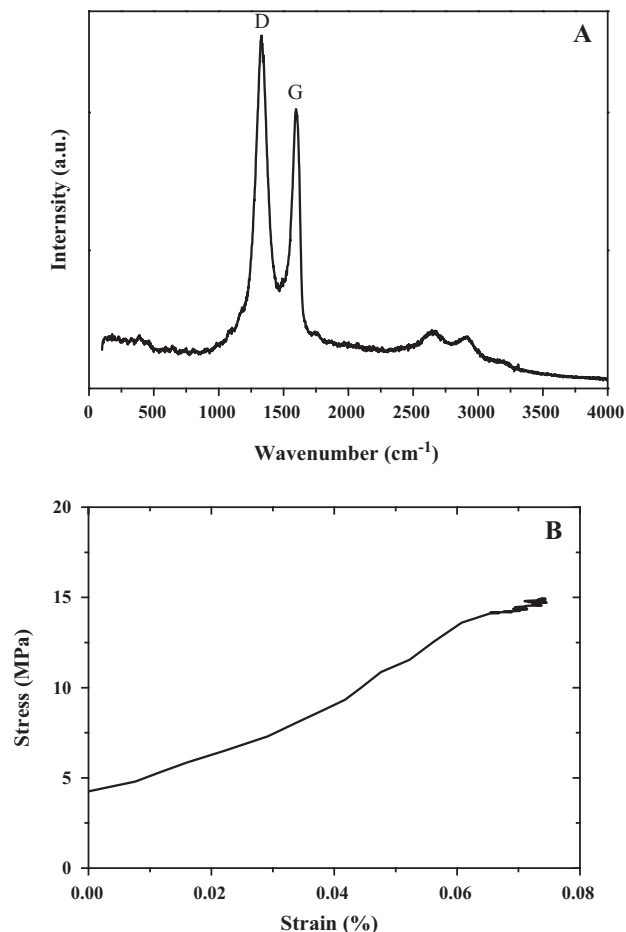 D
A
G
Internsity (a.u.)
0 500 1000 1500 2000 2500 3000 3500 4000
Wavenumber (cm-1)
B
20
15
10
5
0
Stress (MPa)
0.00 0.02 0.04 0.06 0.08
Strain (%)